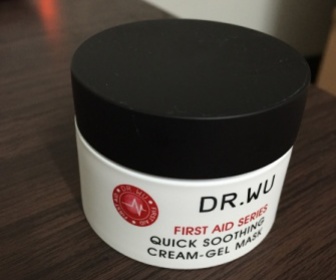 DR.WU
FIRST AID SERIES
QUICK SOOTHING
CREAM-GEL MASK